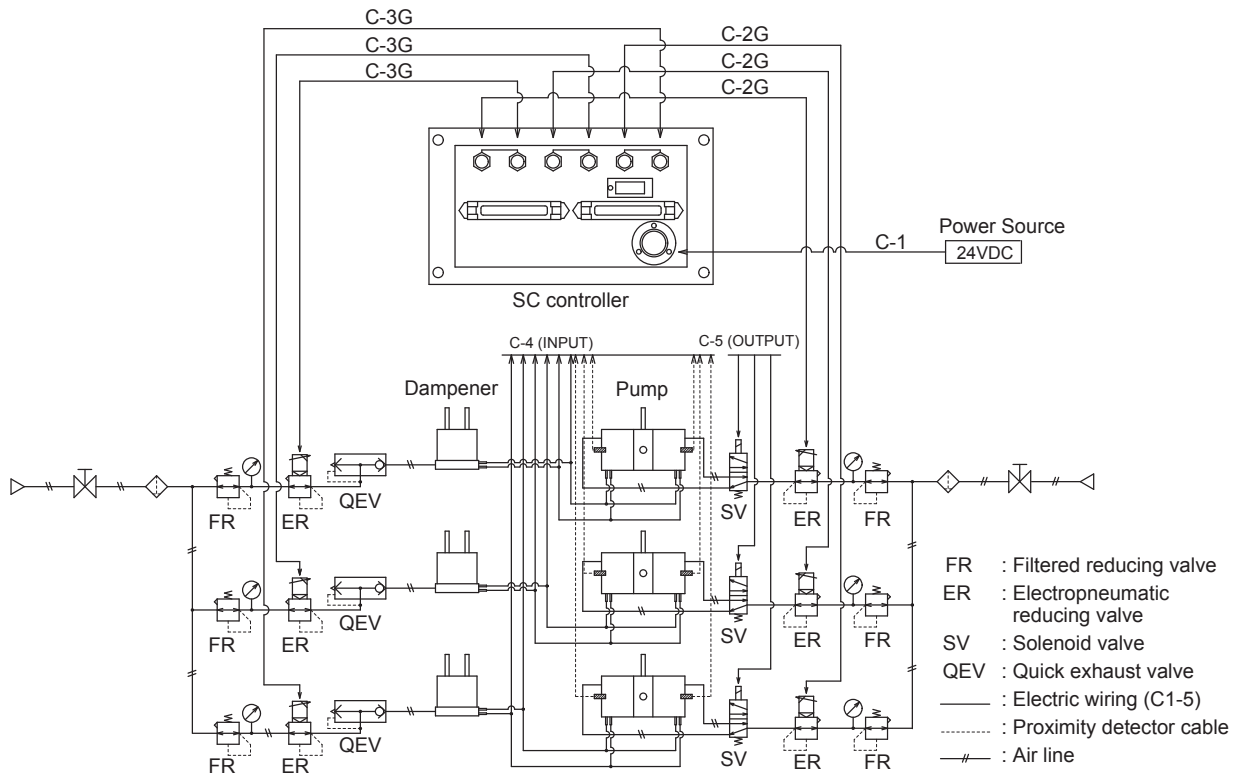 C-3G
C-2G
C-3G
C-2G
C-3G
C-2G
Power Source
C-1
24VDC
SC controller
C-4 (INPUT)
C-5 (OUTPUT)
Dampener
Pump
QEV
FR
ER
SV
ER
FR
QEV
FR
ER
SV
ER
FR
QEV
FR
ER
SV
ER
FR
FR : Filtered reducing valve
ER : Electropneumatic
reducing valve
SV : Solenoid valve
QEV : Quick exhaust valve
: Electric wiring (C1-5)
: Proximity detector cable
: Air line